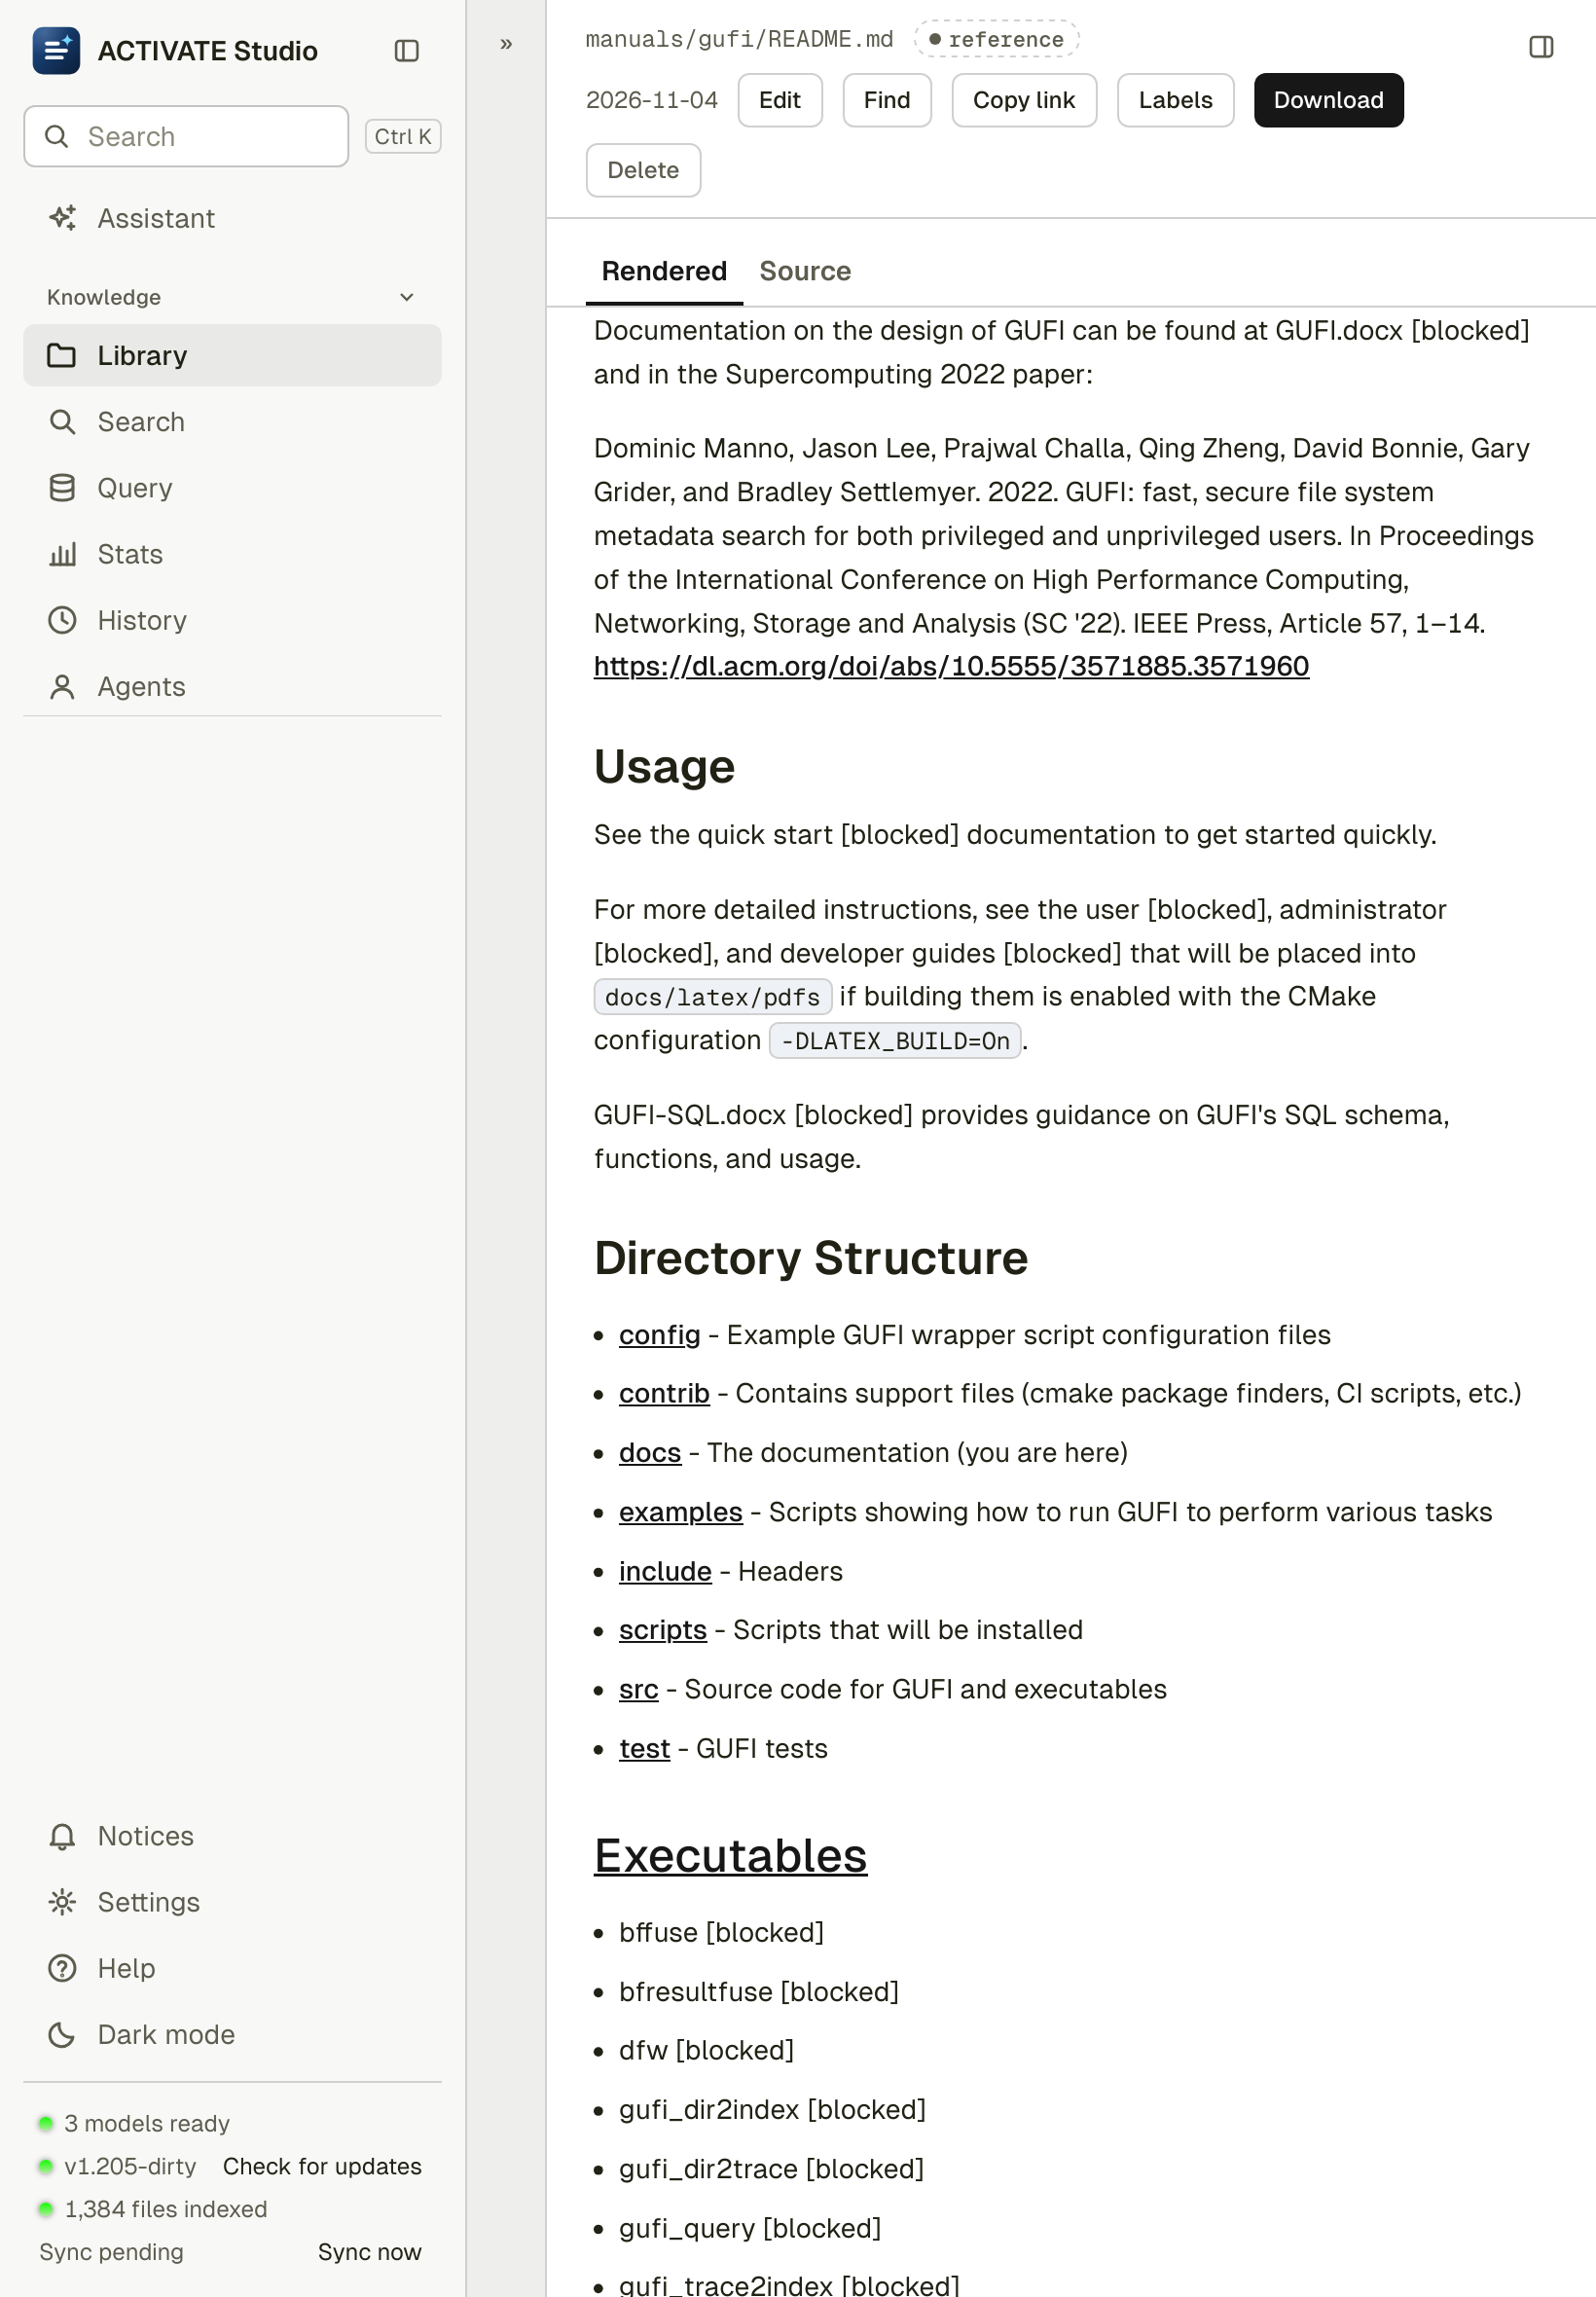 ACTIVATE Studio
Search
Ctrl K
Assistant
Knowledge
Library
Search
Query
Stats
History
Agents
Notices
Settings
Help
Dark mode
3 models ready
v1.205-dirty Check for updates
1,384 files indexed
Sync pending Sync now
»
manuals/gufi/README.md reference
2026-11-04 Edit Find Copy link Labels Download
Delete
Rendered Source
Documentation on the design of GUFI can be found at GUFI.docx [blocked]
and in the Supercomputing 2022 paper:
Dominic Manno, Jason Lee, Prajwal Challa, Qing Zheng, David Bonnie, Gary
Grider, and Bradley Settlemyer. 2022. GUFI: fast, secure file system
metadata search for both privileged and unprivileged users. In Proceedings
of the International Conference on High Performance Computing,
Networking, Storage and Analysis (SC '22). IEEE Press, Article 57, 1–14.
https://dl.acm.org/doi/abs/10.5555/3571885.3571960
Usage
See the quick start [blocked] documentation to get started quickly.
For more detailed instructions, see the user [blocked], administrator
[blocked], and developer guides [blocked] that will be placed into
docs/latex/pdfs if building them is enabled with the CMake
configuration -DLATEX_BUILD=On.
GUFI-SQL.docx [blocked] provides guidance on GUFI's SQL schema,
functions, and usage.
Directory Structure
• config - Example GUFI wrapper script configuration files
• contrib - Contains support files (cmake package finders, CI scripts, etc.)
• docs - The documentation (you are here)
• examples - Scripts showing how to run GUFI to perform various tasks
• include - Headers
• scripts - Scripts that will be installed
• src - Source code for GUFI and executables
• test - GUFI tests
Executables
• bffuse [blocked]
• bfresultfuse [blocked]
• dfw [blocked]
• gufi_dir2index [blocked]
• gufi_dir2trace [blocked]
• gufi_query [blocked]
• gufi_trace2index [blocked]